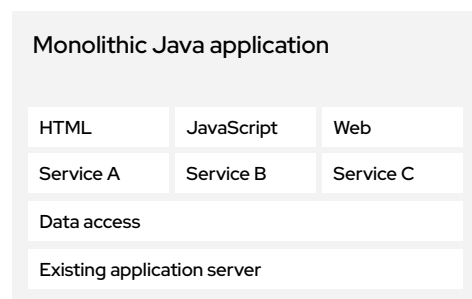 Monolithic Java application
HTML JavaScript Web
Service A Service B Service C
Data access
Existing application server